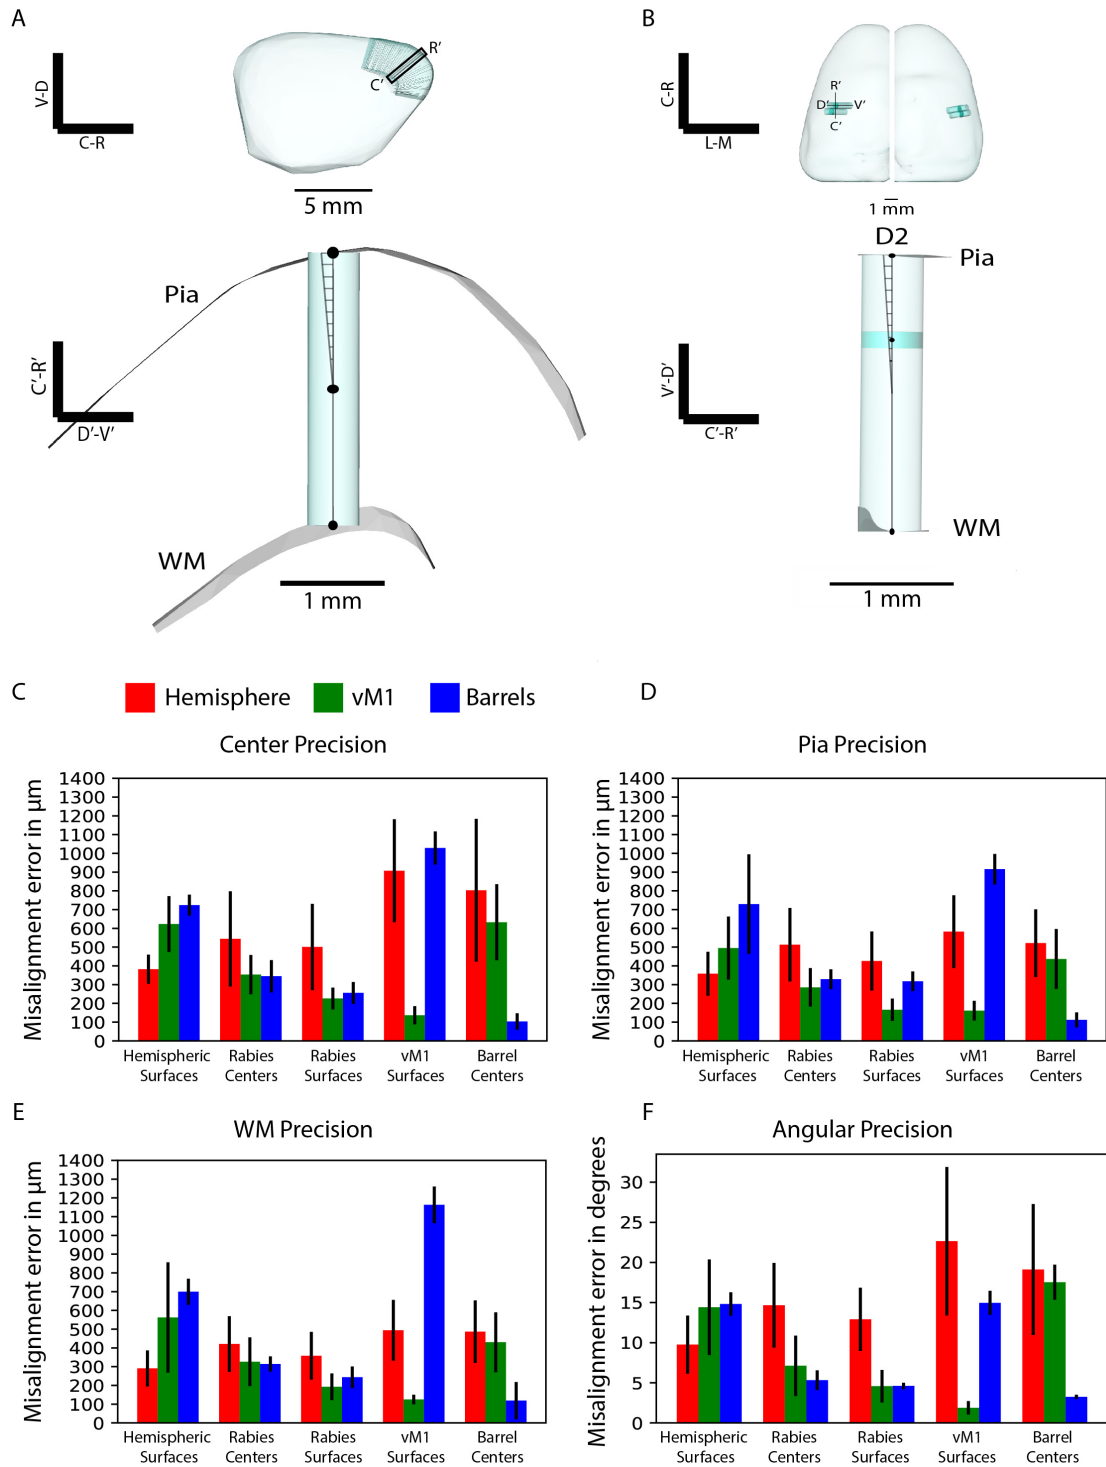 A
B
V-D
C-R
R'
C'
5 mm
C-R
L-M
R'
D'
V'
C'
1 mm
Pia
C'-R'
D'-V'
WM
1 mm
D2
Pia
V'-D'
C'-R'
WM
1 mm
C
Hemisphere
vM1
Barrels
D
Center Precision
Misalignment error in µm
1400
1300
1200
1100
1000
900
800
700
600
500
400
300
200
100
0
Hemispheric Rabies Rabies vM1 Barrel
Surfaces Centers Surfaces Surfaces Centers
Pia Precision
Misalignment error in µm
1400
1300
1200
1100
1000
900
800
700
600
500
400
300
200
100
0
Hemispheric Rabies Rabies vM1 Barrel
Surfaces Centers Surfaces Surfaces Centers
E
WM Precision
Misalignment error in µm
1400
1300
1200
1100
1000
900
800
700
600
500
400
300
200
100
0
Hemispheric Rabies Rabies vM1 Barrel
Surfaces Centers Surfaces Surfaces Centers
F
Angular Precision
Misalignment error in degrees
30
25
20
15
10
5
0
Hemispheric Rabies Rabies vM1 Barrel
Surfaces Centers Surfaces Surfaces Centers